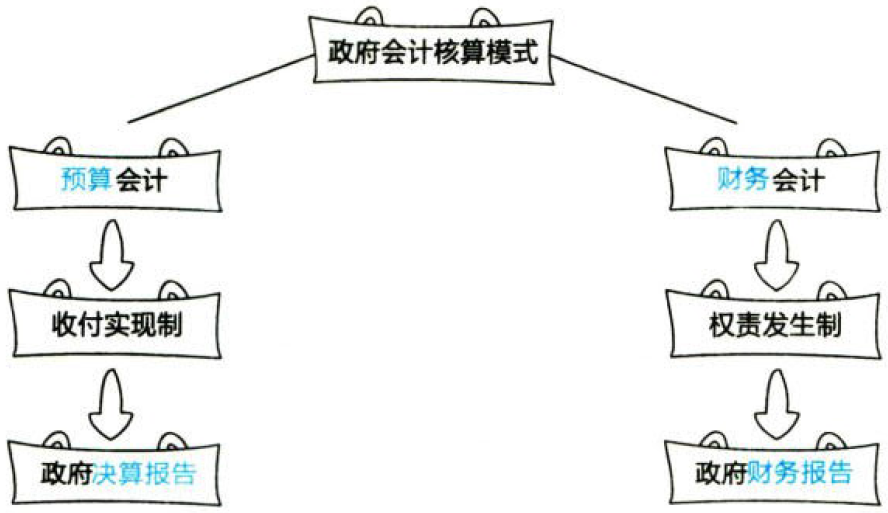 政府会计核算模式
预算会计
财务会计
收付实现制
权责发生制
政府决算报告
政府财务报告